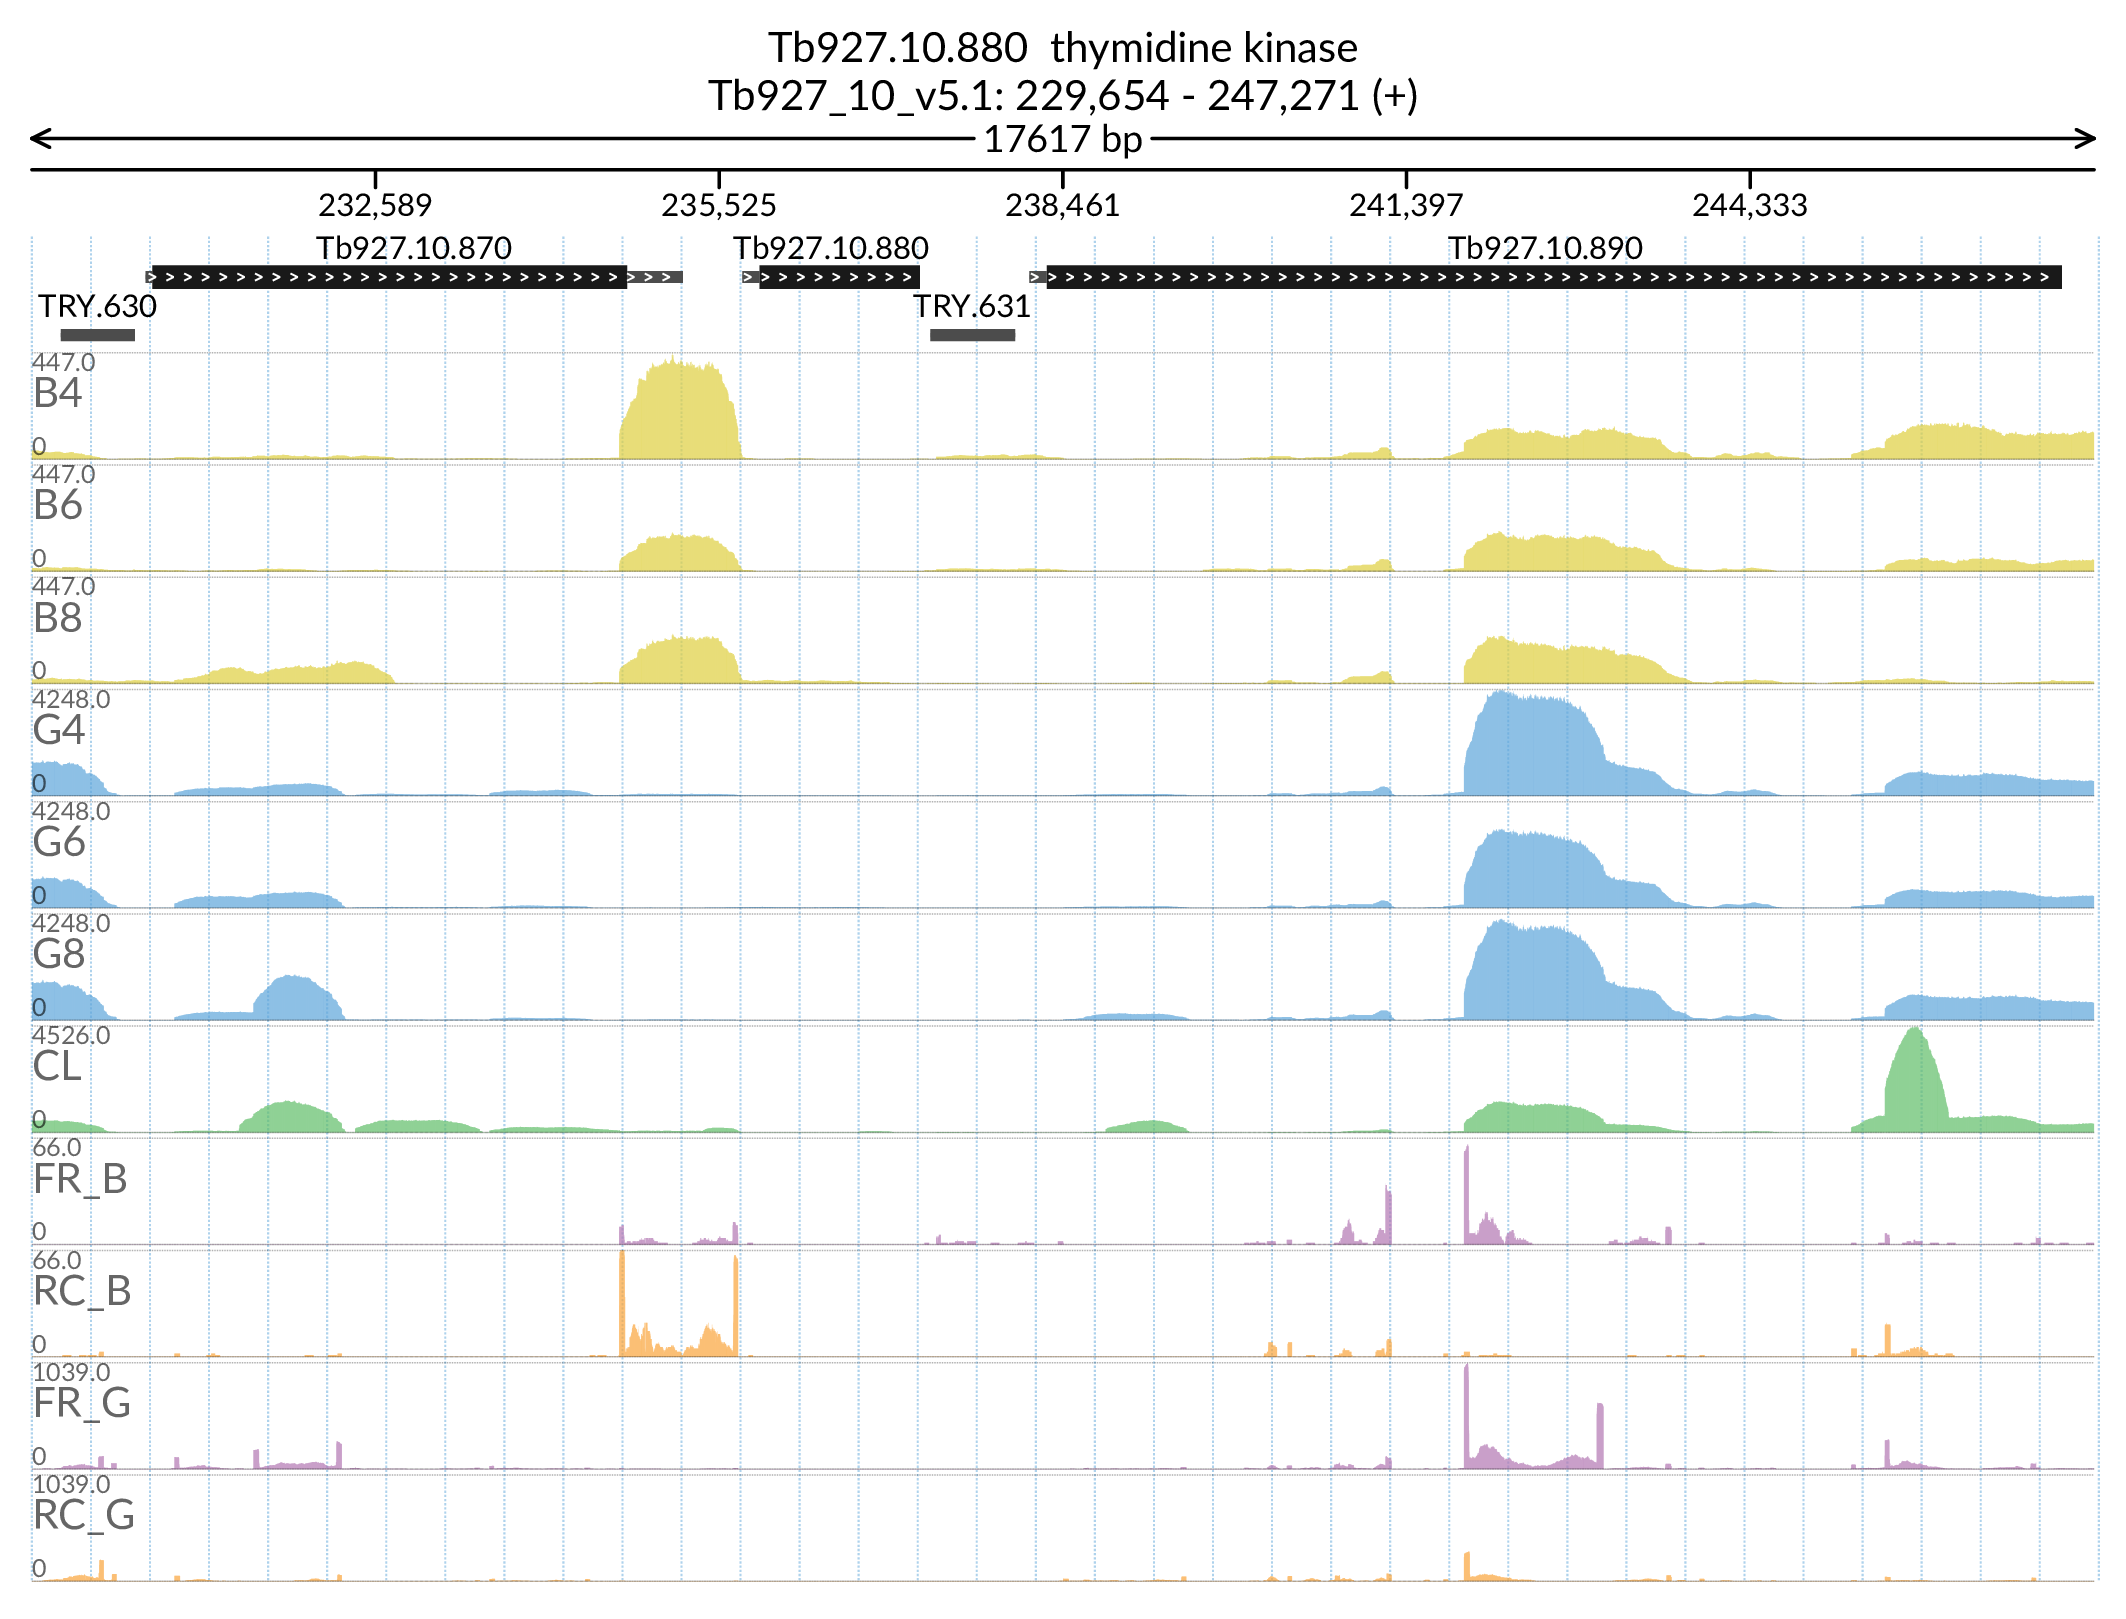 Tb927.10.880  thymidine kinase
Tb927_10_v5.1: 229,654 - 247,271 (+)
17617 bp
232,589 235,525 238,461 241,397 244,333
Tb927.10.870 Tb927.10.880 Tb927.10.890
TRY.630 TRY.631
447.0
B4
0
447.0
B6
0
447.0
B8
0
4248.0
G4
0
4248.0
G6
0
4248.0
G8
0
4526.0
CL
0
66.0
FR_B
0
66.0
RC_B
0
1039.0
FR_G
0
1039.0
RC_G
0